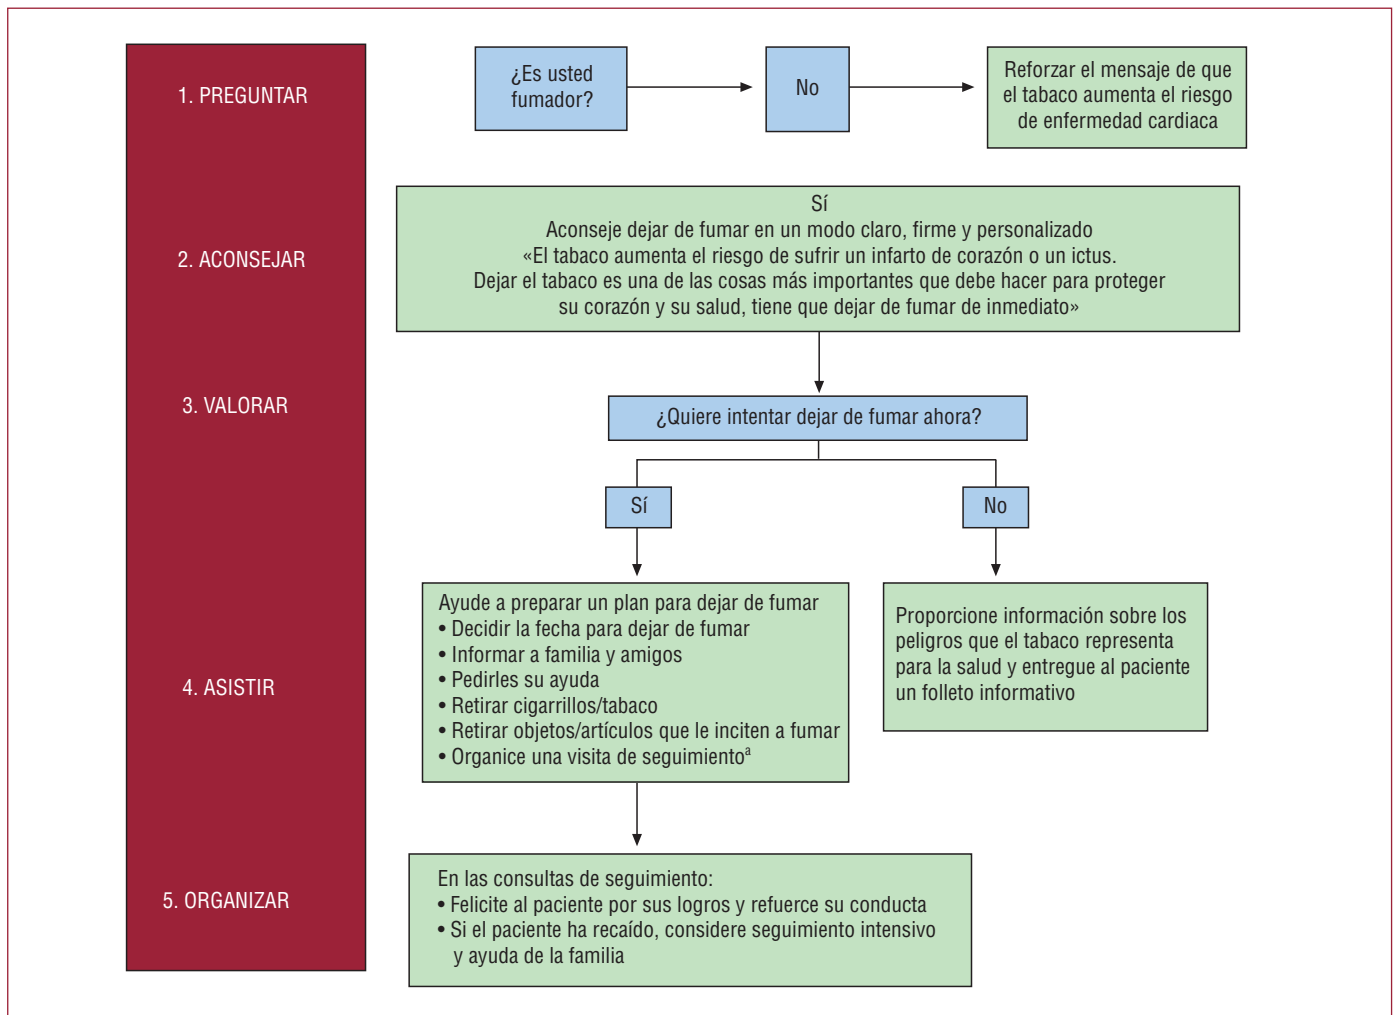 1. PREGUNTAR
¿Es usted
fumador?
No
Reforzar el mensaje de que
el tabaco aumenta el riesgo
de enfermedad cardiaca
2. ACONSEJAR
Sí
Aconseje dejar de fumar en un modo claro, firme y personalizado
«El tabaco aumenta el riesgo de sufrir un infarto de corazón o un ictus.
Dejar el tabaco es una de las cosas más importantes que debe hacer para proteger
su corazón y su salud, tiene que dejar de fumar de inmediato»
3. VALORAR
¿Quiere intentar dejar de fumar ahora?
Sí
No
4. ASISTIR
Ayude a preparar un plan para dejar de fumar
• Decidir la fecha para dejar de fumar
• Informar a familia y amigos
• Pedirles su ayuda
• Retirar cigarrillos/tabaco
• Retirar objetos/artículos que le inciten a fumar
• Organice una visita de seguimientoª
Proporcione información sobre los
peligros que el tabaco representa
para la salud y entregue al paciente
un folleto informativo
5. ORGANIZAR
En las consultas de seguimiento:
• Felicite al paciente por sus logros y refuerce su conducta
• Si el paciente ha recaído, considere seguimiento intensivo
y ayuda de la familia